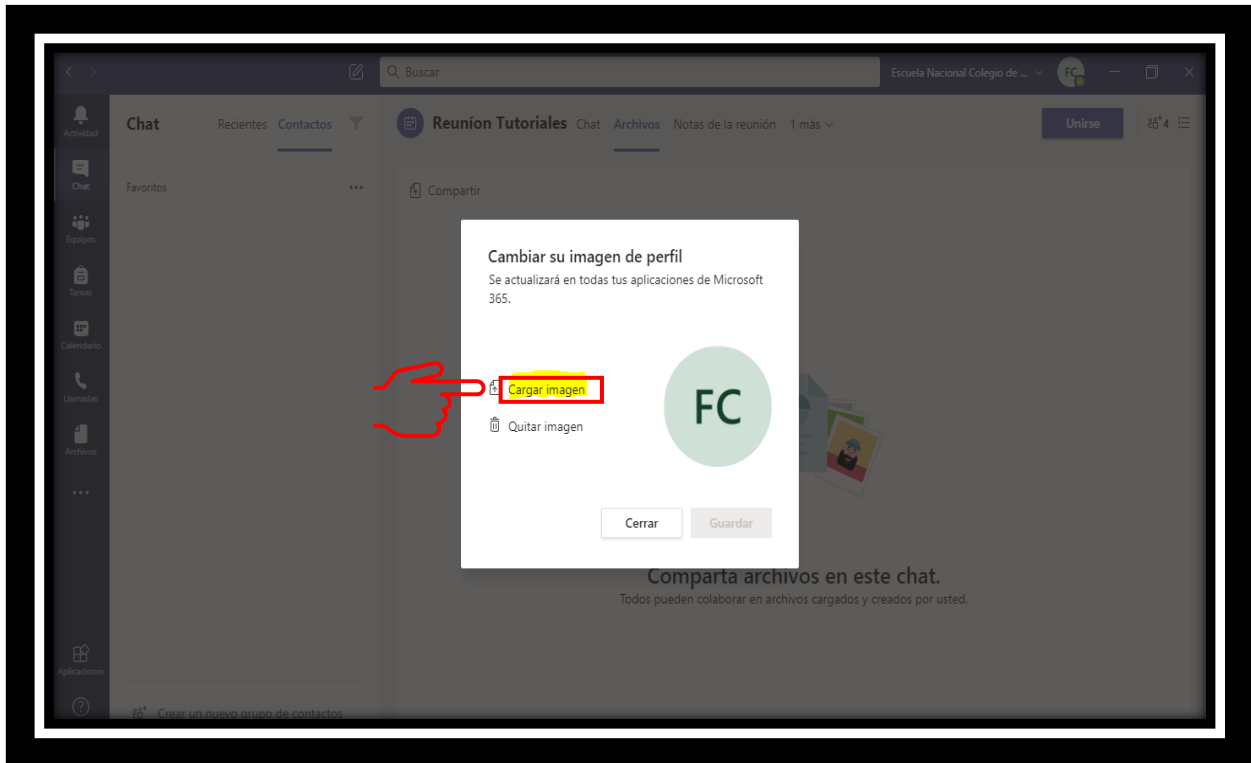 Buscar
Escuela Nacional Colegio de ...
FC
Actividad
Chat
Equipos
Tareas
Calendario
Llamadas
Archivos
Aplicaciones
Chat Recientes Contactos
Favoritos
Crear un nuevo grupo de contactos
Reuníon Tutoriales Chat Archivos Notas de la reunión 1 más
Unirse
4
Compartir
Cambiar su imagen de perfil
Se actualizará en todas tus aplicaciones de Microsoft
365.
Cargar imagen
Quitar imagen
FC
Cerrar Guardar
Comparta archivos en este chat.
Todos pueden colaborar en archivos cargados y creados por usted.